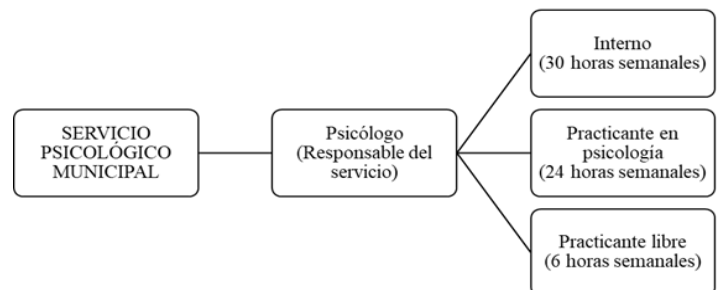 SERVICIO
PSICOLÓGICO
MUNICIPAL
Psicólogo
(Responsable del
servicio)
Interno
(30 horas semanales)
Practicante en
psicología
(24 horas semanales)
Practicante libre
(6 horas semanales)